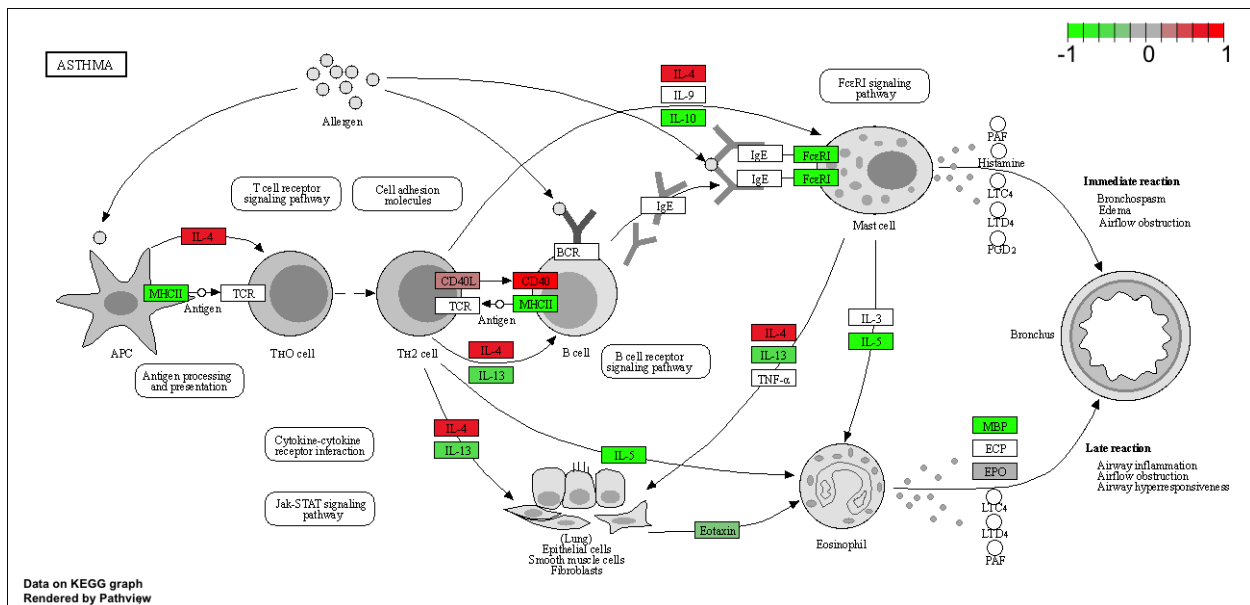 ASTHMA
-1 0 1
Allergen
IL-4
IL-9
IL-10
FcεRI signaling
pathway
T cell receptor
signaling pathway
Cell adhesion
molecules
IgE
FcεRI
IgE
FcεRI
IgE
Mast cell
PAF
Histamine
LTC4
LTD4
PGD2
Immediate reaction
Bronchospasm
Edema
Airflow obstruction
IL-4
BCR
MHCII
TCR
Antigen
CD40L
CD40
TCR
MHCII
Antigen
APC
TH0 cell
TH2 cell
B cell
Bronchus
Antigen processing
and presentation
IL-4
IL-13
B cell receptor
signaling pathway
IL-4
IL-13
TNF-α
IL-3
IL-5
Cytokine-cytokine
receptor interaction
IL-4
IL-13
IL-5
MBP
ECP
EPO
LTC4
LTD4
PAF
Late reaction
Airway inflammation
Airflow obstruction
Airway hyperresponsiveness
Jak-STAT signaling
pathway
Eotaxin
Eosinophil
(Lung)
Epithelial cells
Smooth muscle cells
Fibroblasts
Data on KEGG graph
Rendered by Pathview